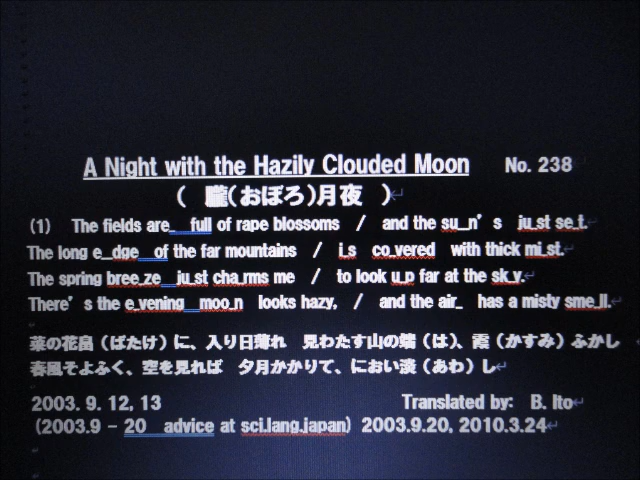 A Night with the Hazily Clouded Moon No. 238
( 朧(おぼろ)月夜 )
(1) The fields are_ full of rape blossoms / and the su_n's ju_st se_t.
The long e_dge _of the far mountains / i_s co_vered with thick mi_st.
The spring bree_ze _ju_st cha_rms me / to look u_p far at the sk_y.
There's the e_vening _moo_n looks hazy, / and the air_ has a misty sme_ll.
菜の花畠(ばたけ)に、入り日薄れ 見わたす山の端(は)、霞(かすみ)ふかし
春風そよふく、空を見れば 夕月かかりて、におい淡(あわ)し
2003. 9. 12, 13 Translated by: B. Ito
(2003.9 - 20 advice at sci.lang.japan) 2003.9.20, 2010.3.24